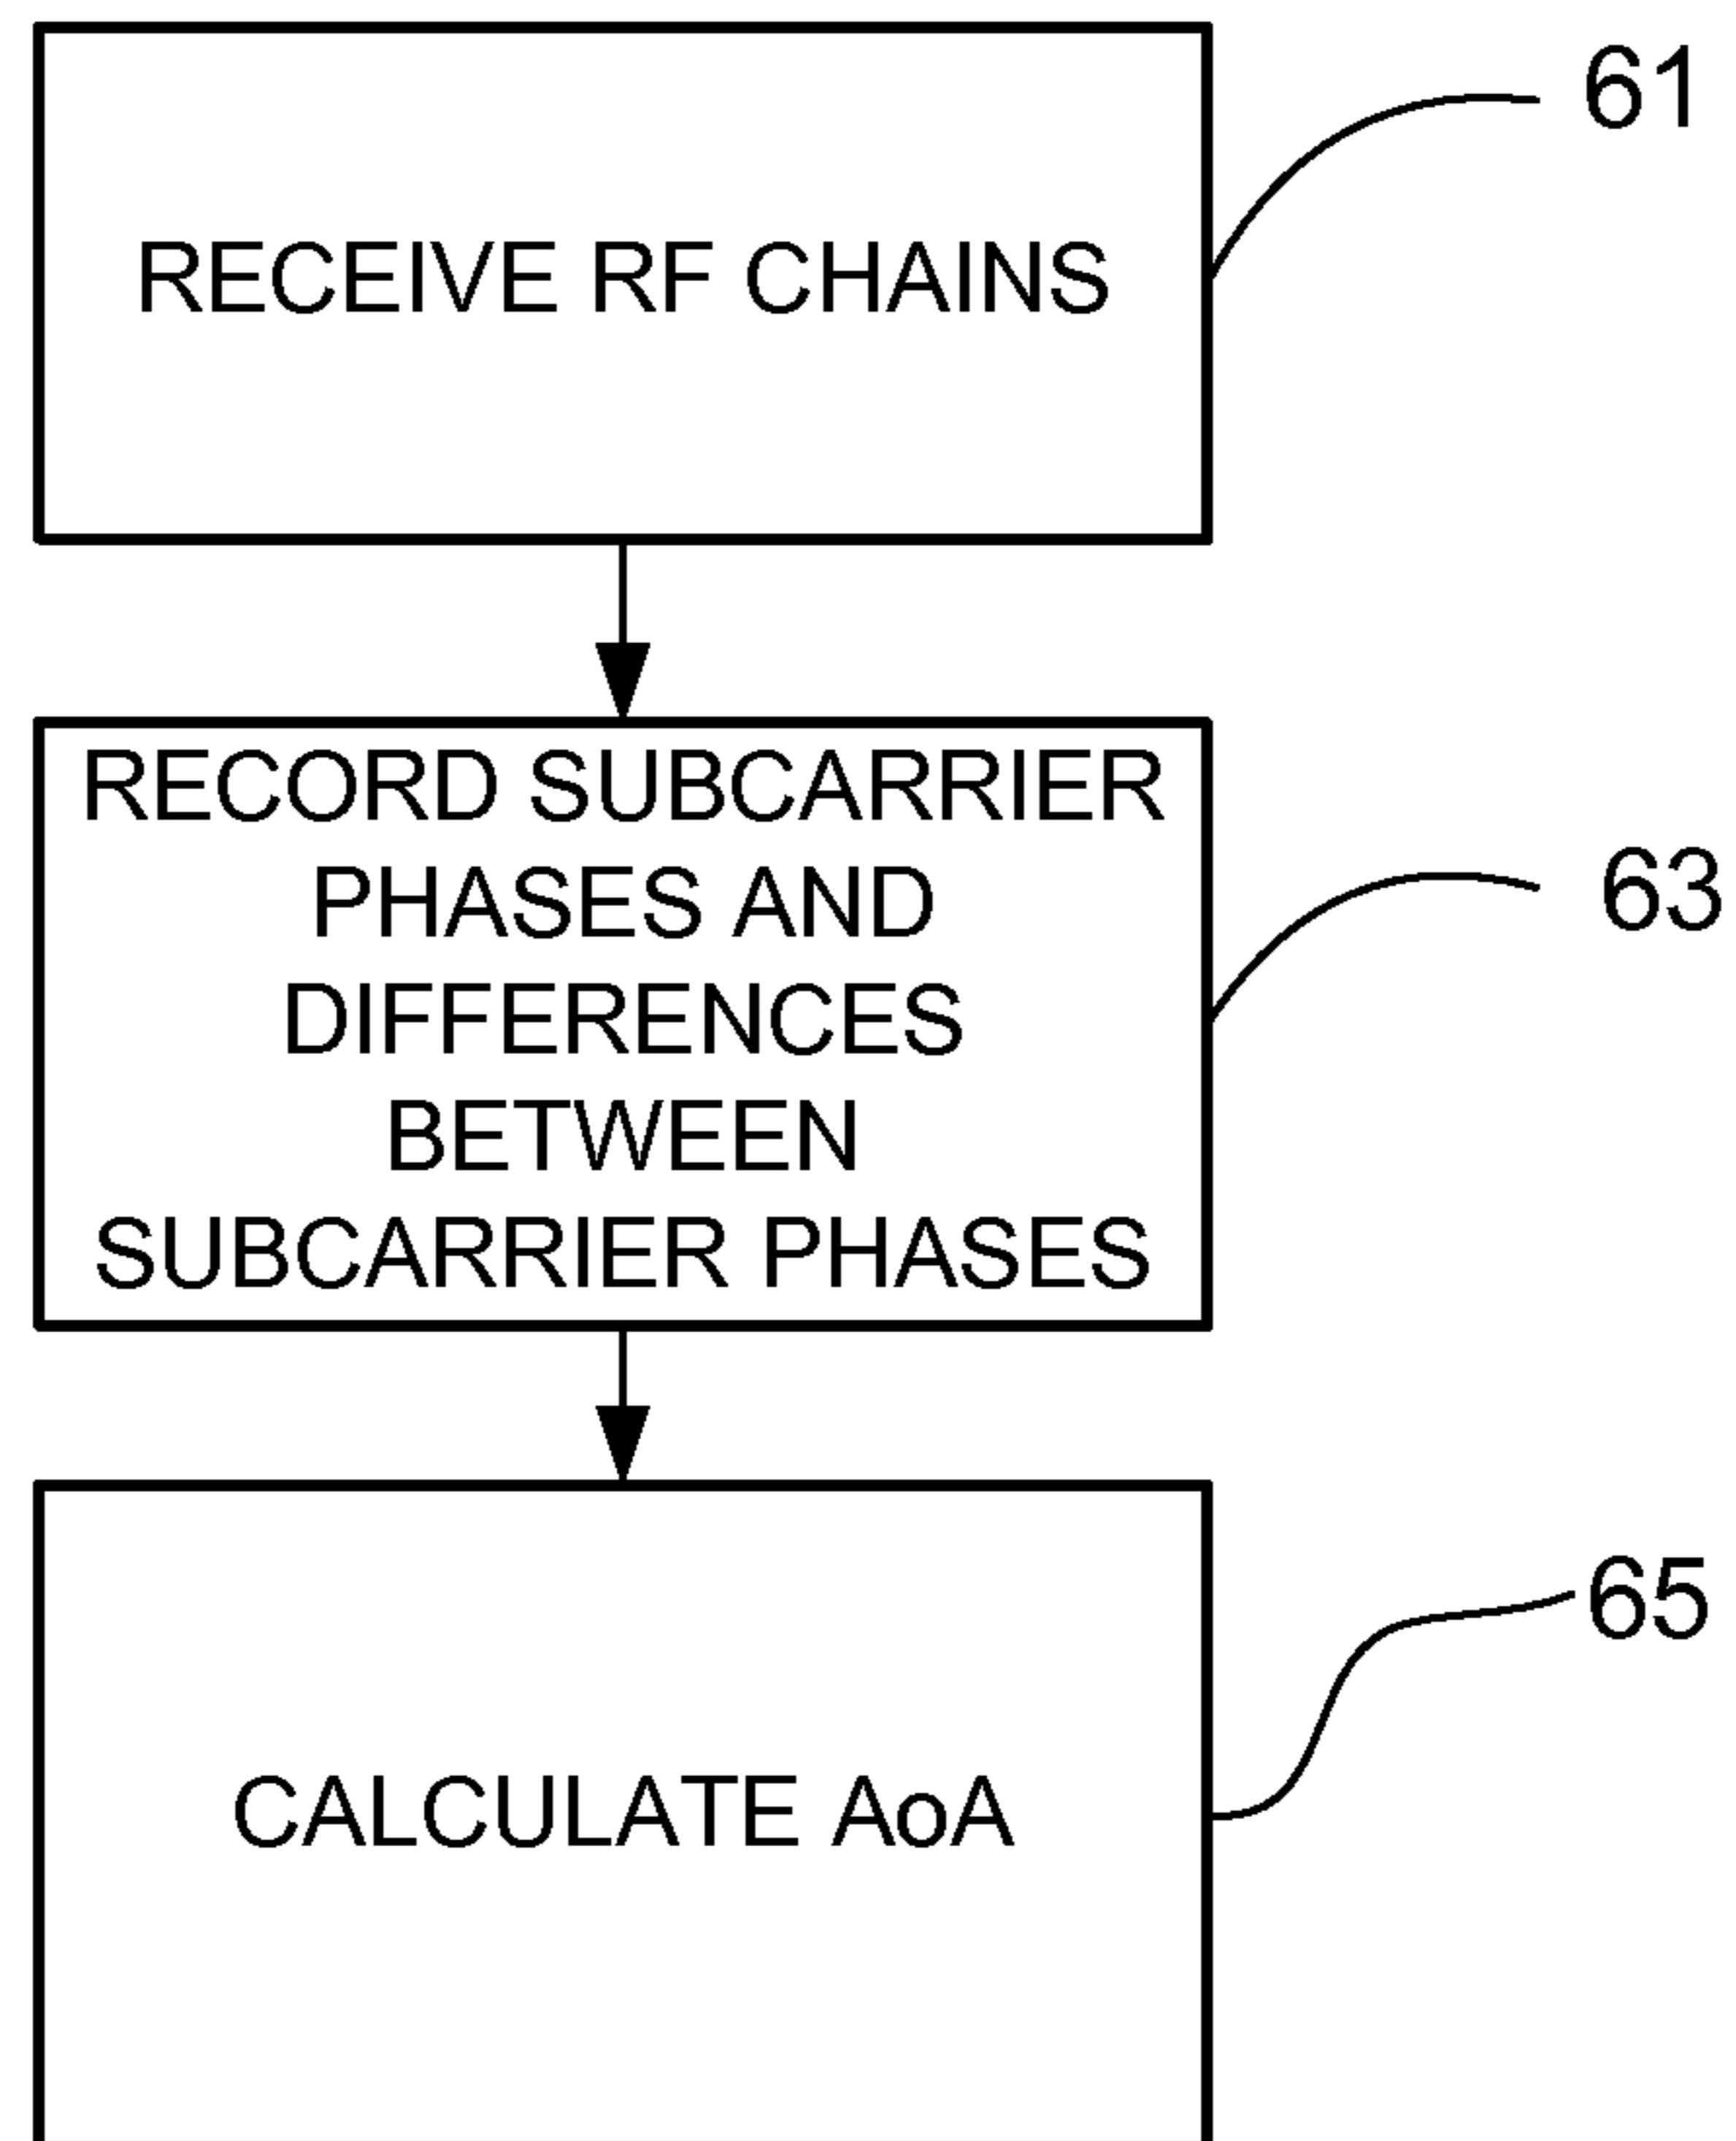 RECEIVE RF CHAINS
61
RECORD SUBCARRIER
PHASES AND
DIFFERENCES
BETWEEN
SUBCARRIER PHASES
63
CALCULATE AoA
65